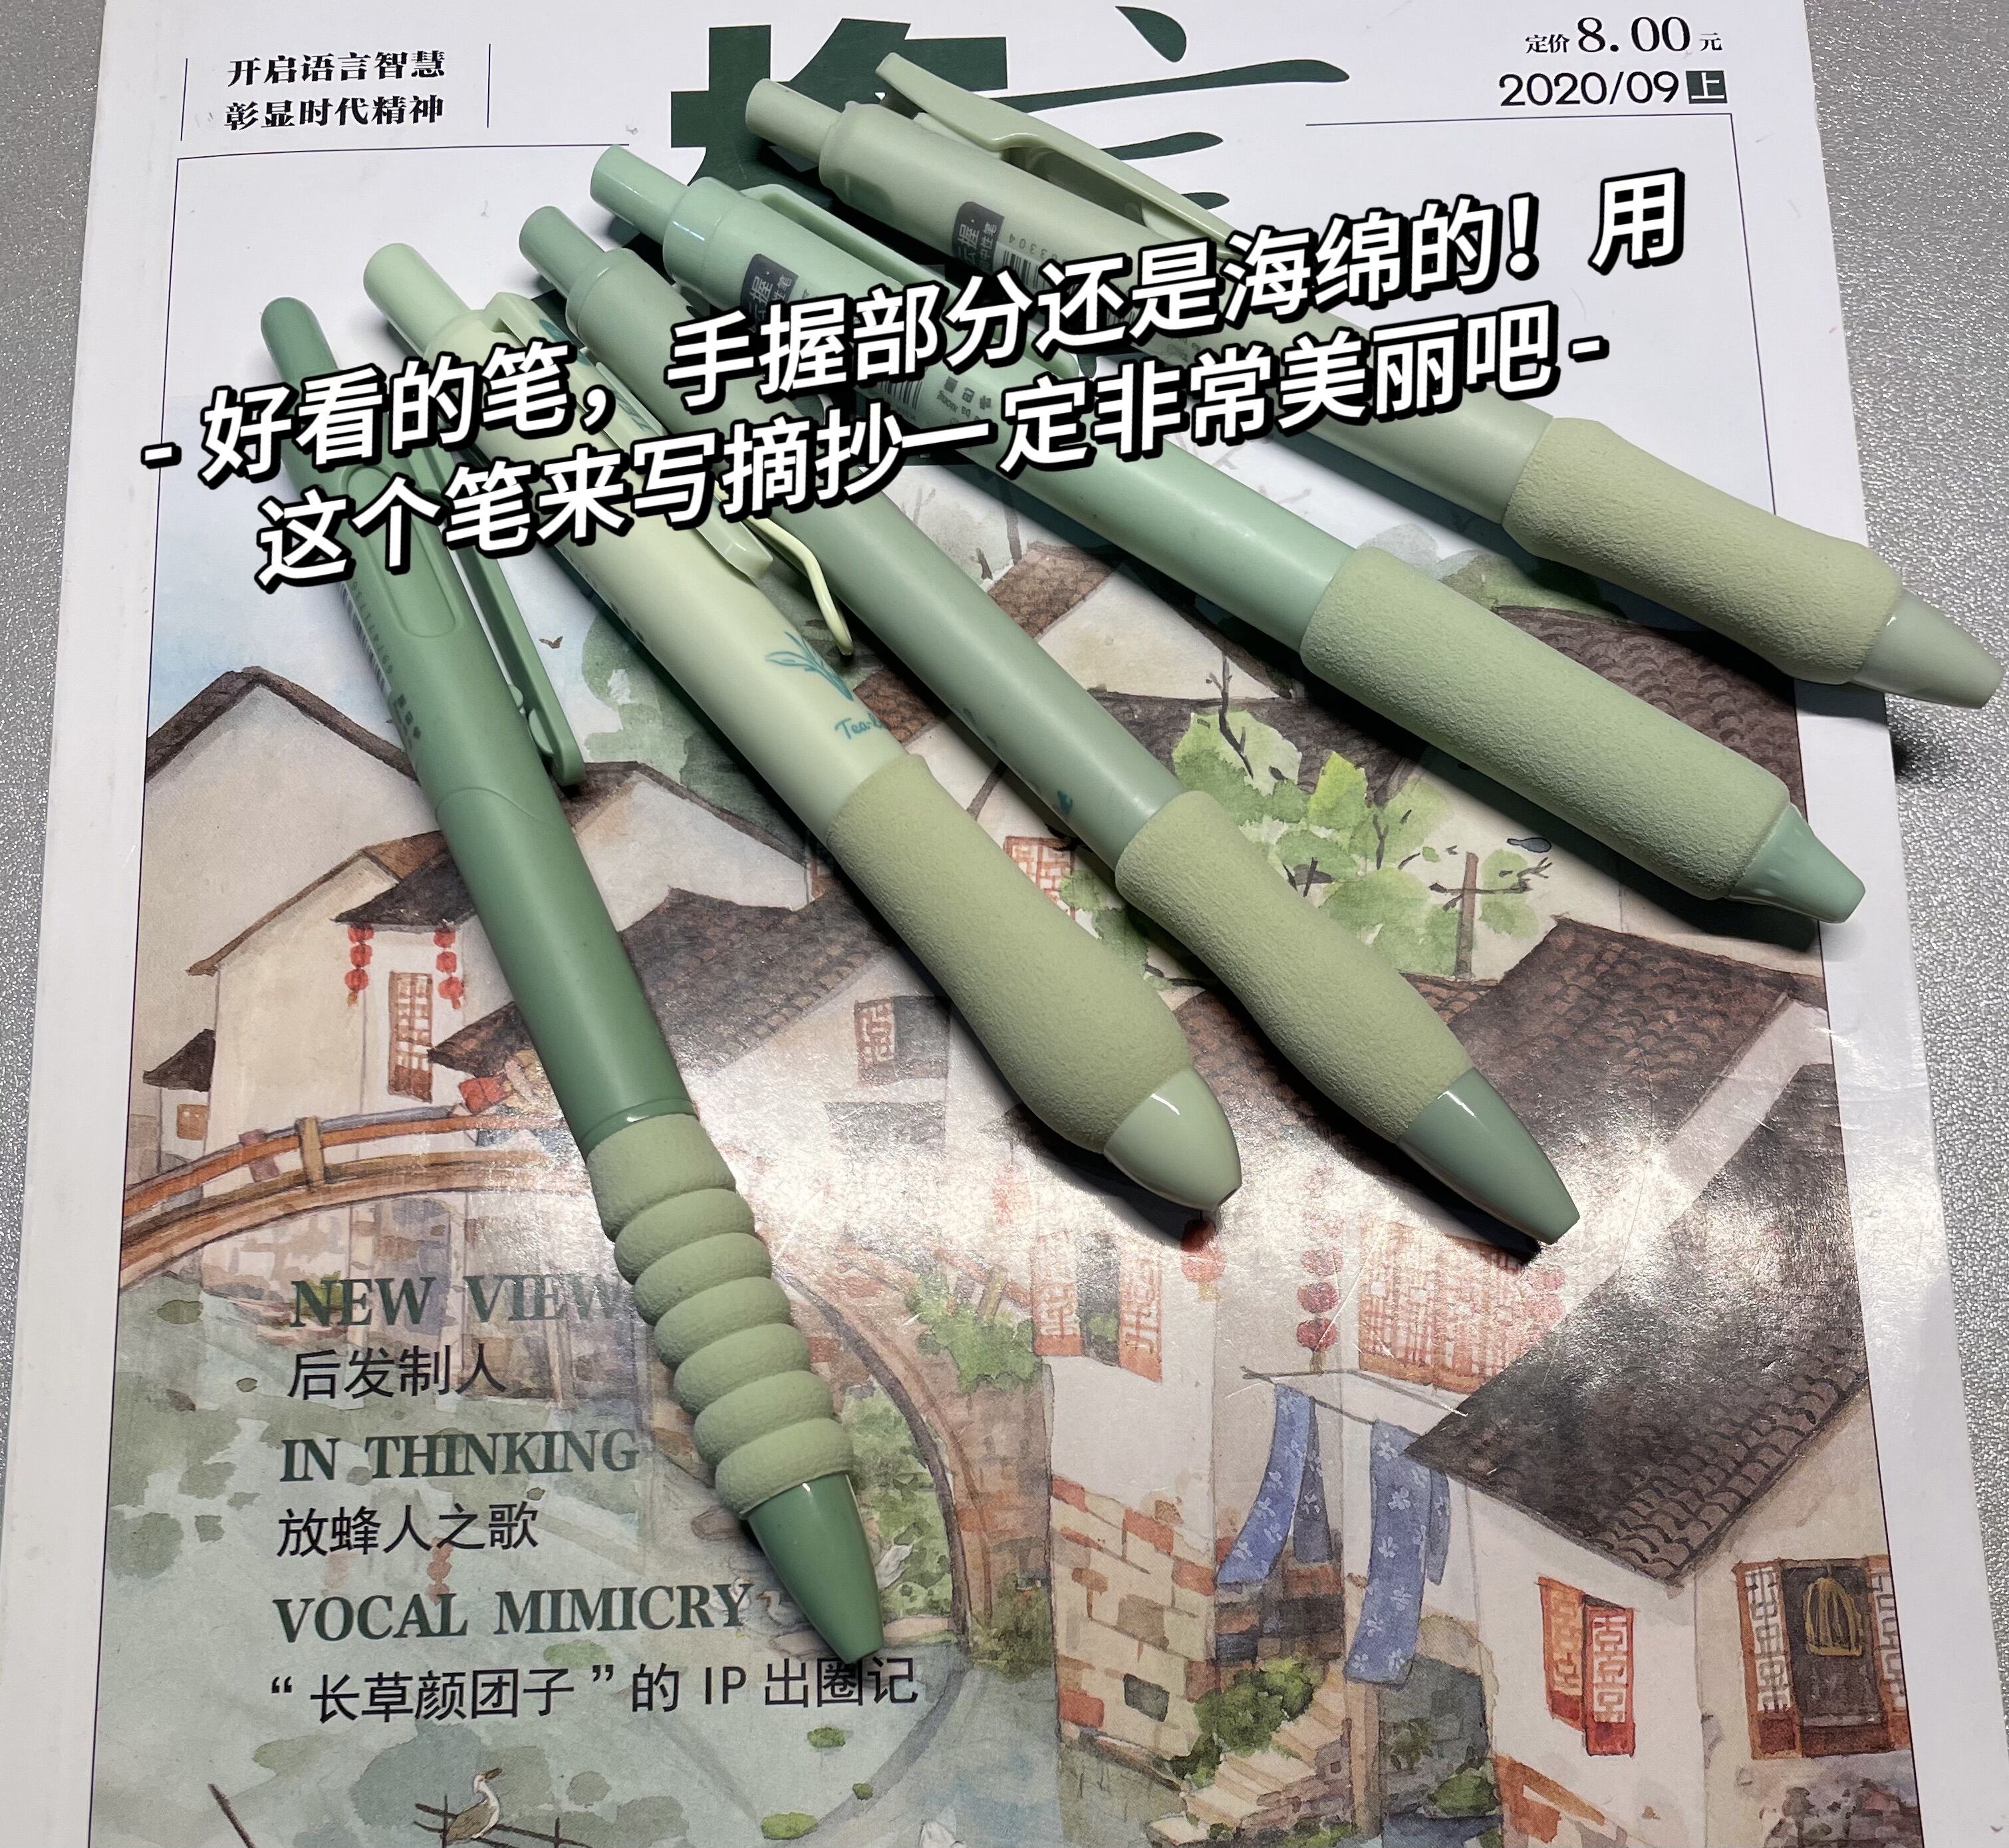 开启语言智慧
彰显时代精神
定价 8.00 元
2020/09 上
- 好看的笔，手握部分还是海绵的！用
这个笔来写摘抄一定非常美丽吧 -
NEW VIEW
后发制人
IN THINKING
放蜂人之歌
VOCAL MIMICRY
“长草颜团子”的 IP 出圈记